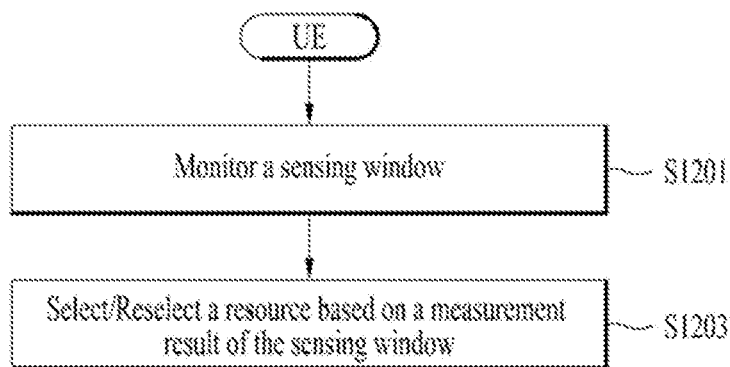 UE
Monitor a sensing window
S1201
Select/Reselect a resource based on a measurement
result of the sensing window
S1203